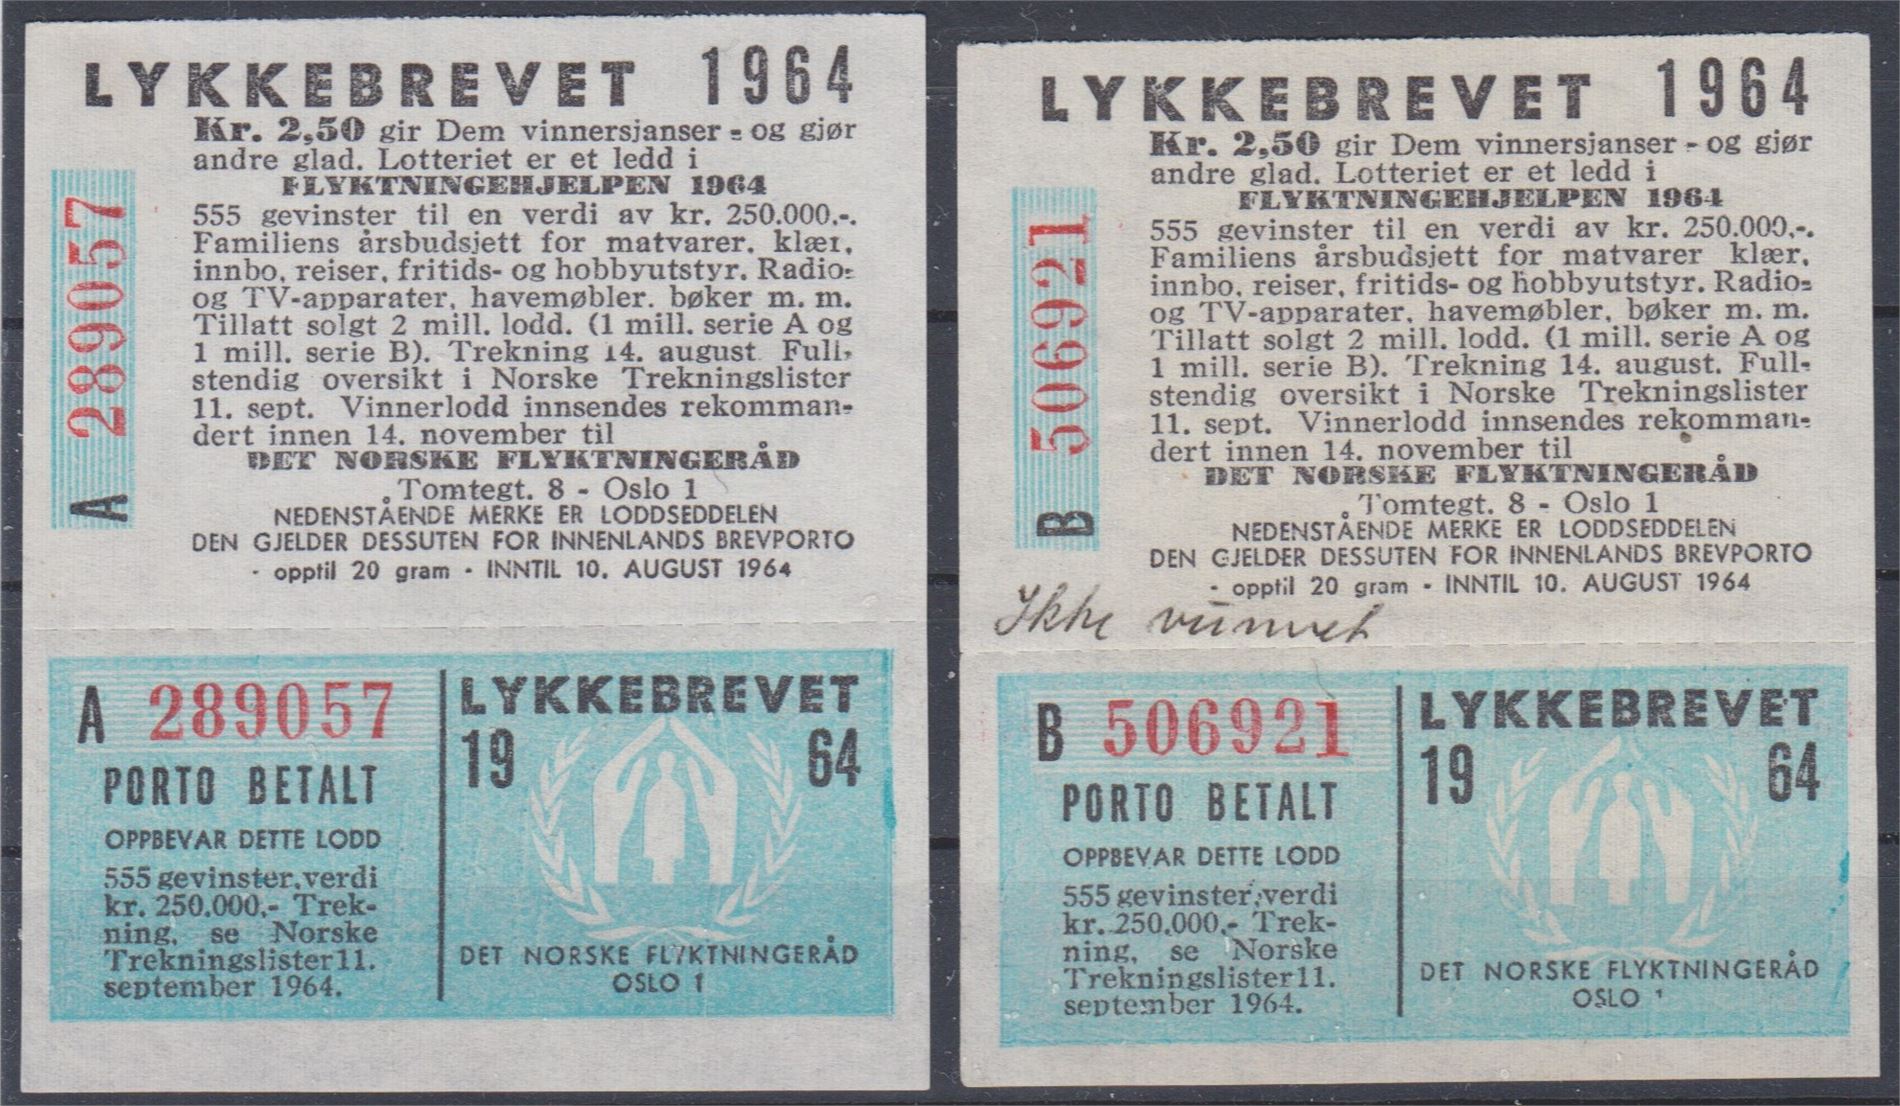 LYKKEBREVET 1964
Kr. 2,50 gir Dem vinnersjanser - og gjør
andre glad. Lotteriet er et ledd i
FLYKTNINGEHJELPEN 1964
555 gevinster til en verdi av kr. 250.000,-.
Familiens årsbudsjett for matvarer, klær,
innbo, reiser, fritids- og hobbyutstyr. Radio-
og TV-apparater, havemøbler, bøker m. m.
Tillatt solgt 2 mill. lodd. (1 mill. serie A og
1 mill. serie B). Trekning 14. august. Full-
stendig oversikt i Norske Trekningslister
11. sept. Vinnerlodd innsendes rekomman-
dert innen 14. november til
DET NORSKE FLYKTNINGERÅD
Tomtegt. 8 - Oslo 1
NEDENSTÅENDE MERKE ER LODDSEDDELEN
DEN GJELDER DESSUTEN FOR INNENLANDS BREVPORTO
- opptil 20 gram - INNTIL 10. AUGUST 1964
A 289057
A 289057
PORTO BETALT
OPPBEVAR DETTE LODD
555 gevinster, verdi
kr. 250.000,- Trek-
ning, se Norske
Trekningslister 11.
september 1964.
LYKKEBREVET
19 64
DET NORSKE FLYKTNINGERÅD
OSLO 1
LYKKEBREVET 1964
Kr. 2,50 gir Dem vinnersjanser - og gjør
andre glad. Lotteriet er et ledd i
FLYKTNINGEHJELPEN 1964
555 gevinster til en verdi av kr. 250.000,-.
Familiens årsbudsjett for matvarer klær,
innbo, reiser, fritids- og hobbyutstyr. Radio-
og TV-apparater, havemøbler, bøker m. m.
Tillatt solgt 2 mill. lodd. (1 mill. serie A og
1 mill. serie B). Trekning 14. august. Full-
stendig oversikt i Norske Trekningslister
11. sept. Vinnerlodd innsendes rekomman-
dert innen 14. november til
DET NORSKE FLYKTNINGERÅD
Tomtegt. 8 - Oslo 1
NEDENSTÅENDE MERKE ER LODDSEDDELEN
DEN GJELDER DESSUTEN FOR INNENLANDS BREVPORTO
- opptil 20 gram - INNTIL 10. AUGUST 1964
B 506921
Ikke vunnet
B 506921
PORTO BETALT
OPPBEVAR DETTE LODD
555 gevinster, verdi
kr. 250.000,- Trek-
ning, se Norske
Trekningslister 11.
september 1964.
LYKKEBREVET
19 64
DET NORSKE FLYKTNINGERÅD
OSLO 1